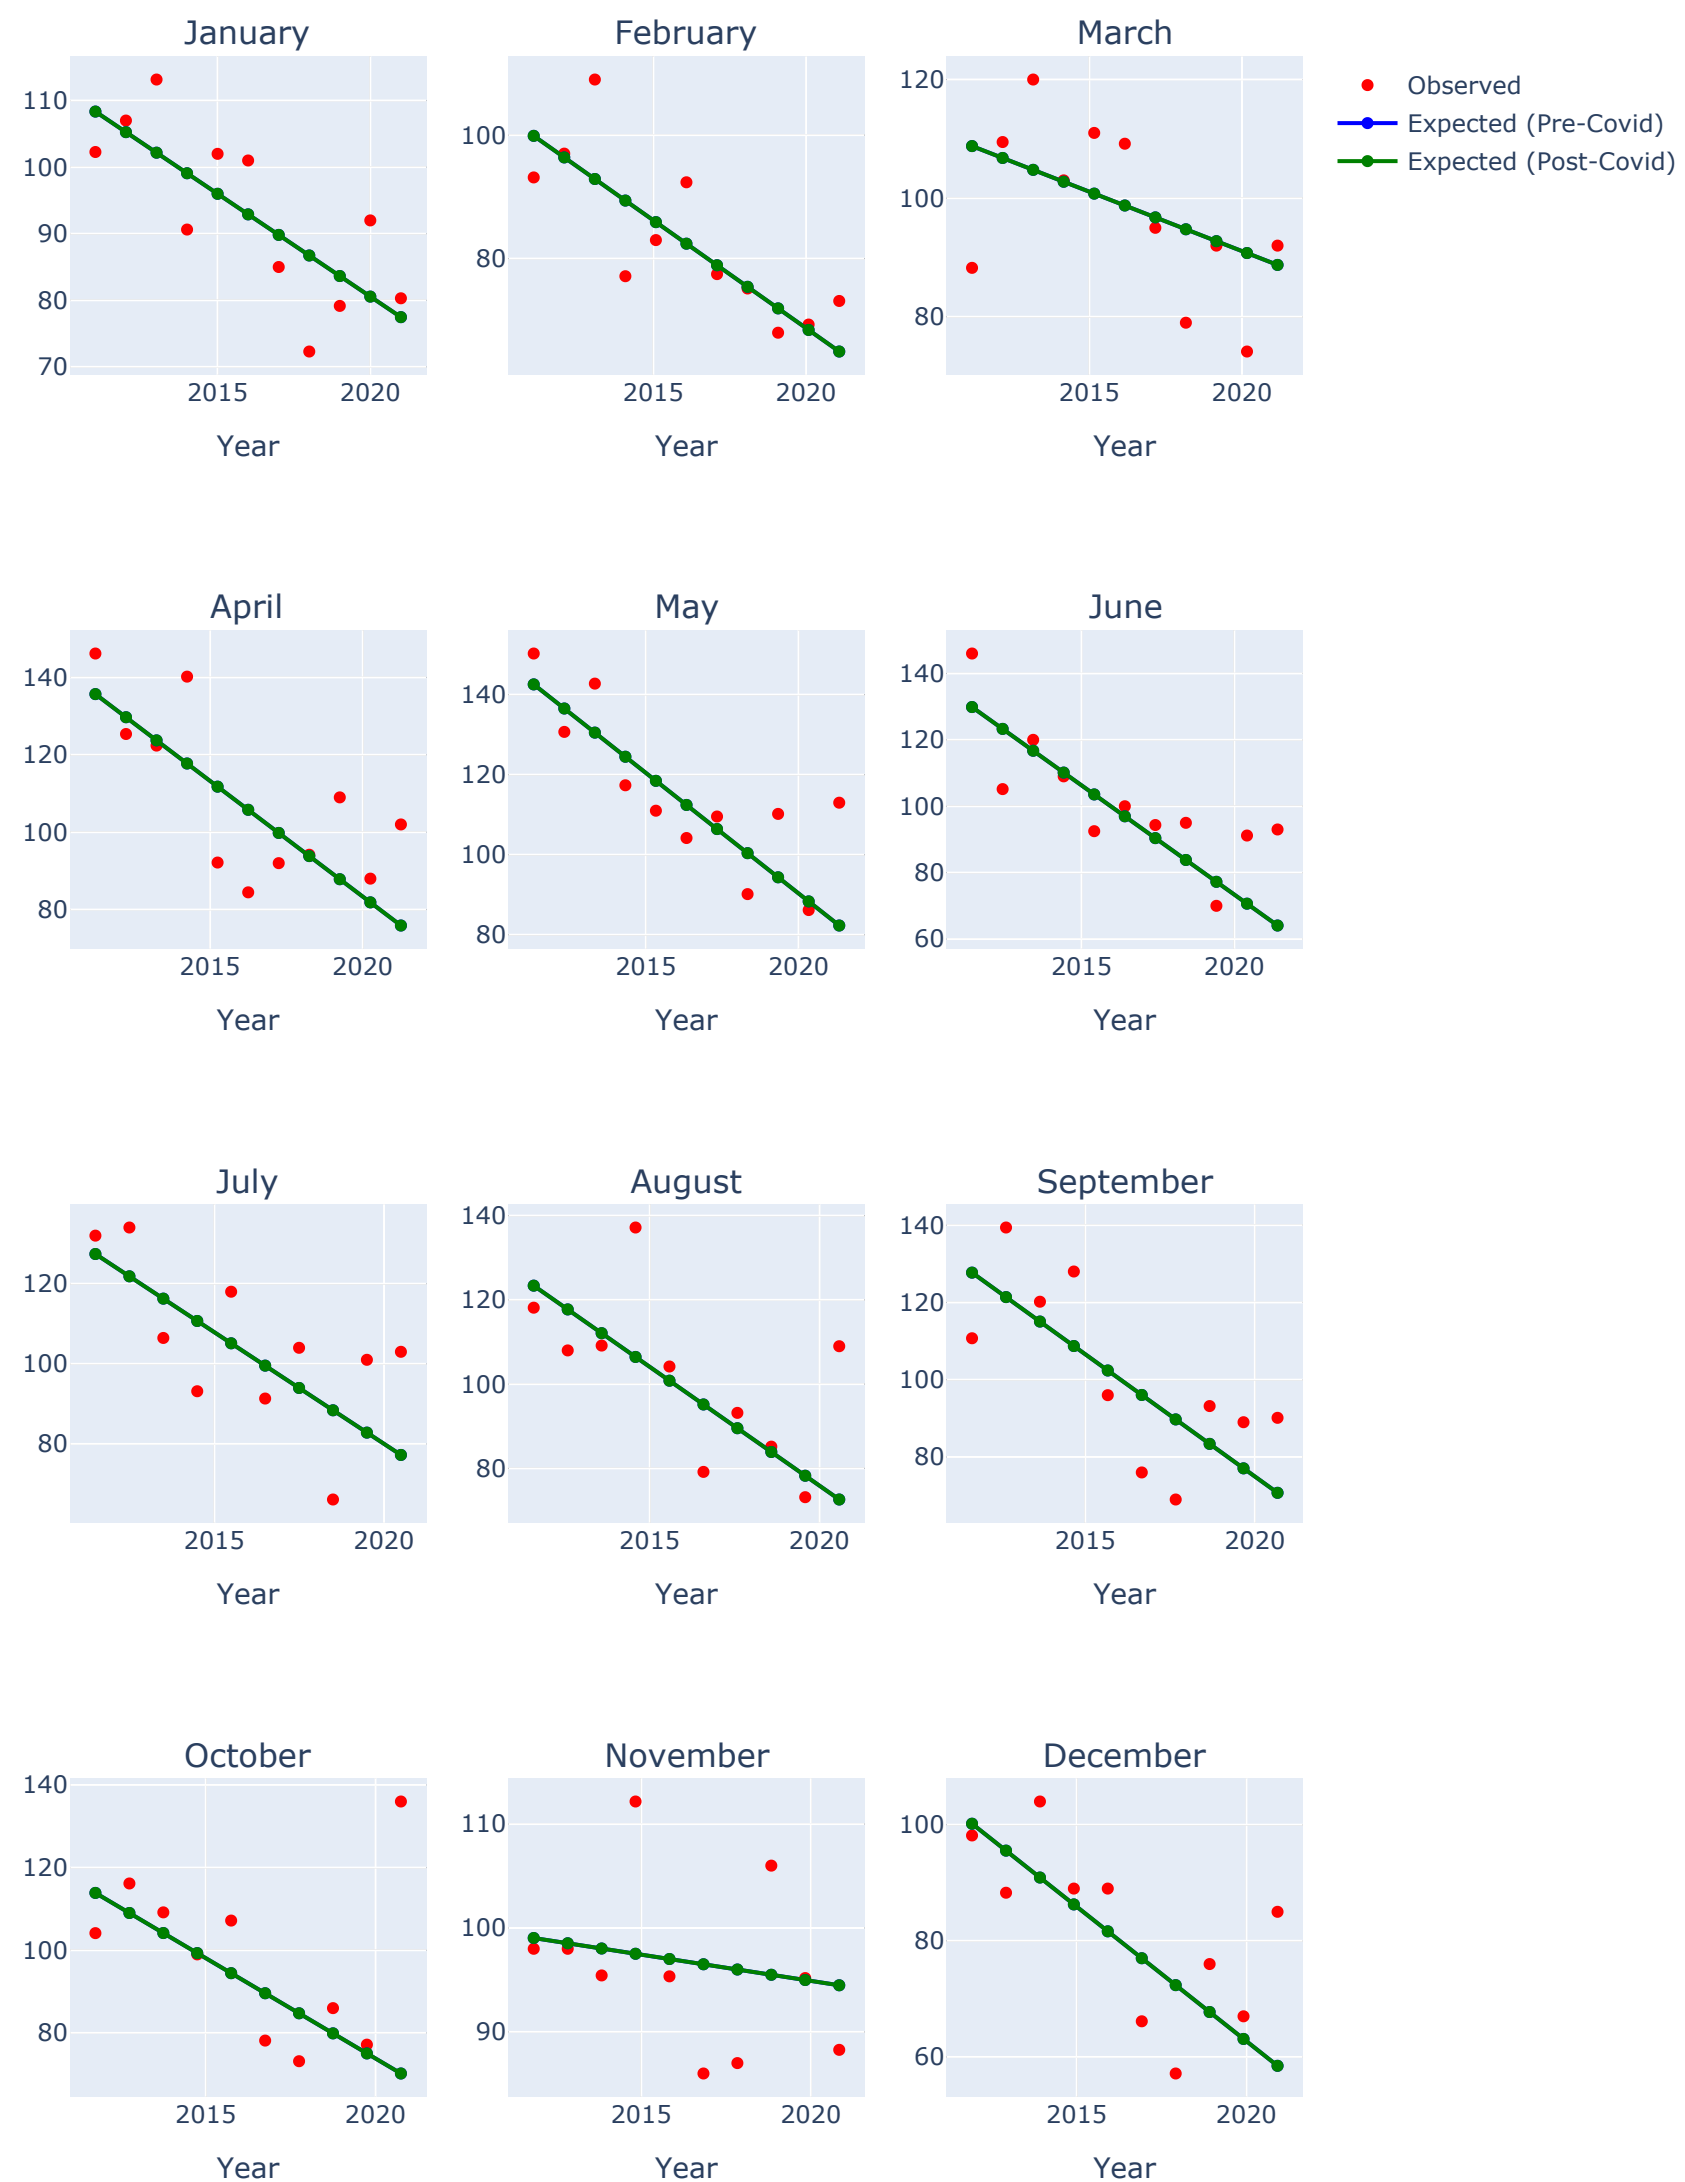 January
February
March
110
100
90
80
70
2015
2020
Year
100
80
2015
2020
Year
120
100
80
2015
2020
Year
Observed
Expected (Pre-Covid)
Expected (Post-Covid)
April
May
June
140
120
100
80
2015
2020
Year
140
120
100
80
2015
2020
Year
140
120
100
80
60
2015
2020
Year
July
August
September
120
100
80
2015
2020
Year
140
120
100
80
2015
2020
Year
140
120
100
80
2015
2020
Year
October
November
December
140
120
100
80
2015
2020
Year
110
100
90
2015
2020
Year
100
80
60
2015
2020
Year